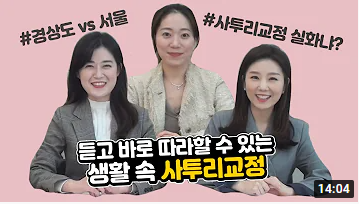 #경상도 vs 서울
#사투리교정 실화냐?
듣고 바로 따라할 수 있는
생활 속 사투리교정
14:04